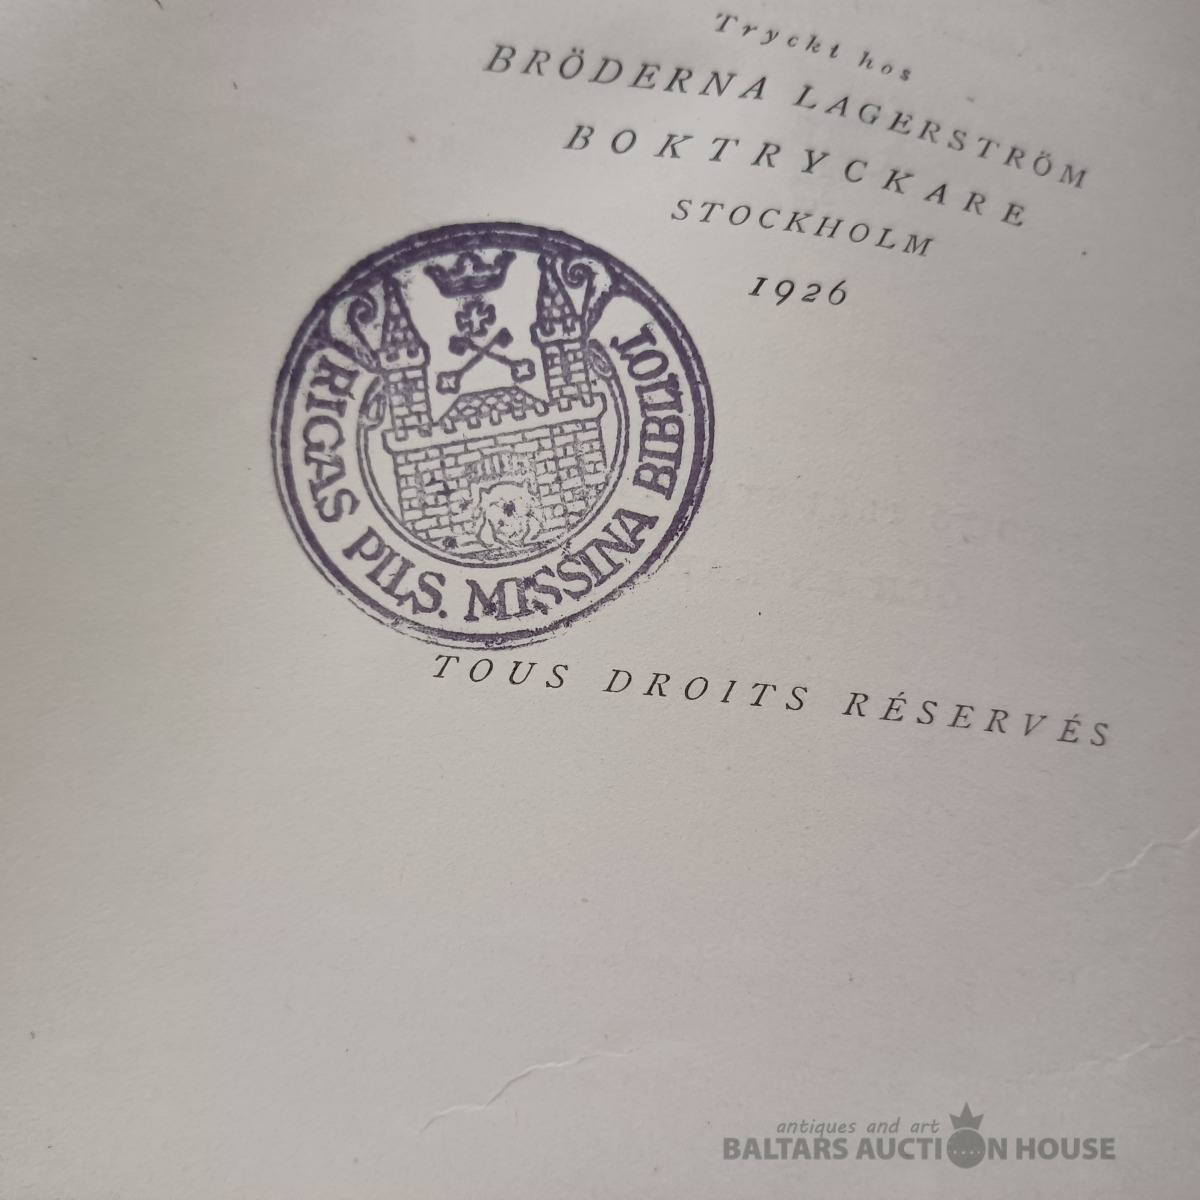 Tryckt hos
BRÖDERNA LAGERSTRÖM
BOKTRYCKARE
STOCKHOLM
1926
RIGAS PILS. MISSINA BIBLIOT
TOUS DROITS RÉSERVÉS
antiques and art
BALTARS AUCTION HOUSE